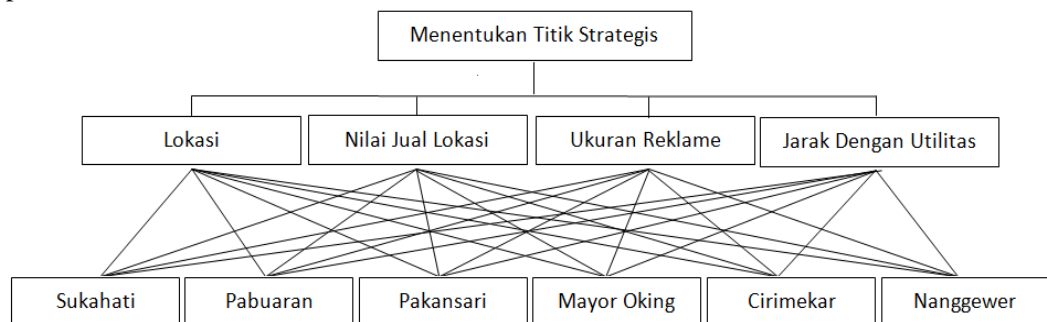 Menentukan Titik Strategis
Lokasi
Nilai Jual Lokasi
Ukuran Reklame
Jarak Dengan Utilitas
Sukahati
Pabuaran
Pakansari
Mayor Oking
Cirimekar
Nanggewer